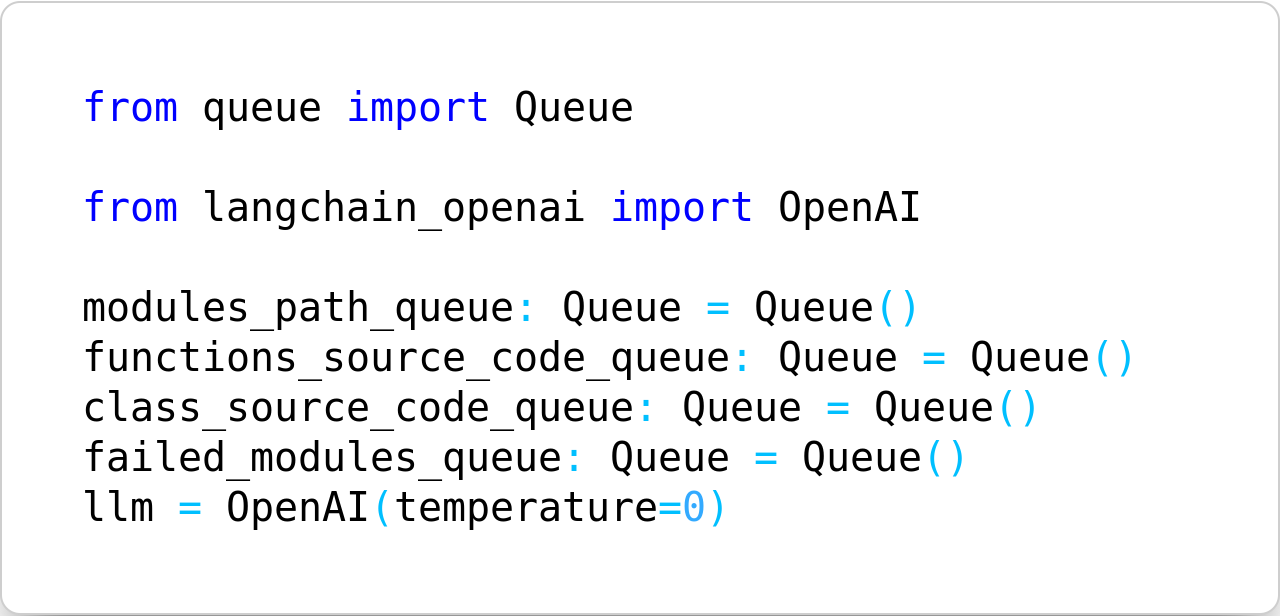 from queue import Queue
from langchain_openai import OpenAI
modules_path_queue: Queue = Queue()
functions_source_code_queue: Queue = Queue()
class_source_code_queue: Queue = Queue()
failed_modules_queue: Queue = Queue()
llm = OpenAI(temperature=0)